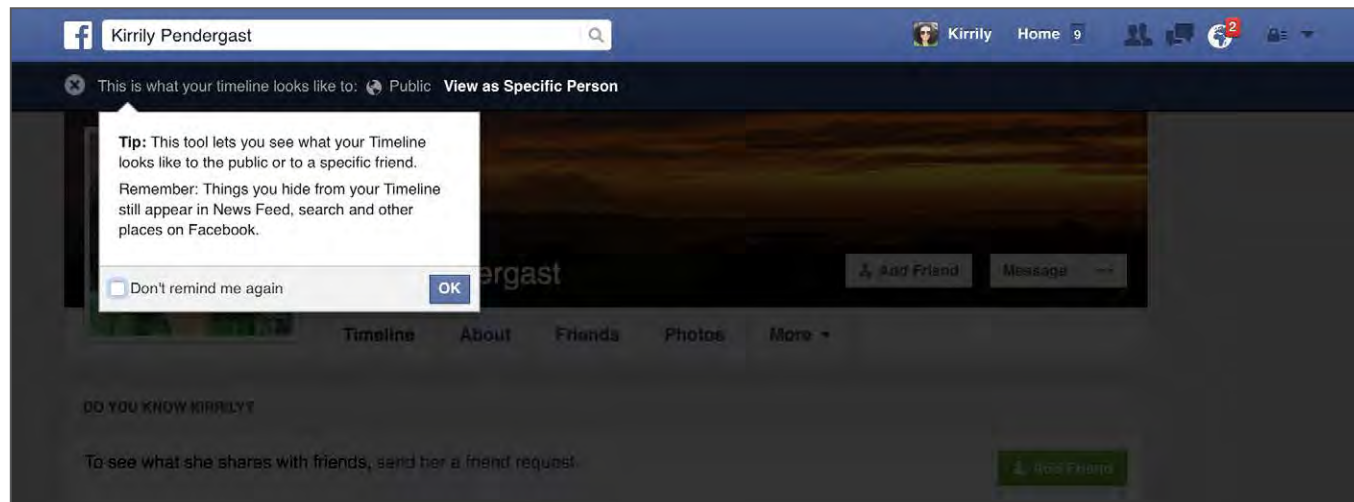 Kirrily Pendergast
Kirrily Home 9
2
This is what your timeline looks like to: Public View as Specific Person
Tip: This tool lets you see what your Timeline
looks like to the public or to a specific friend.
Remember: Things you hide from your Timeline
still appear in News Feed, search and other
places on Facebook.
Don't remind me again OK
ergast
Add Friend Message
Timeline About Friends Photos More
DO YOU KNOW KIRRILY?
To see what she shares with friends, send her a friend request.
Add Friend